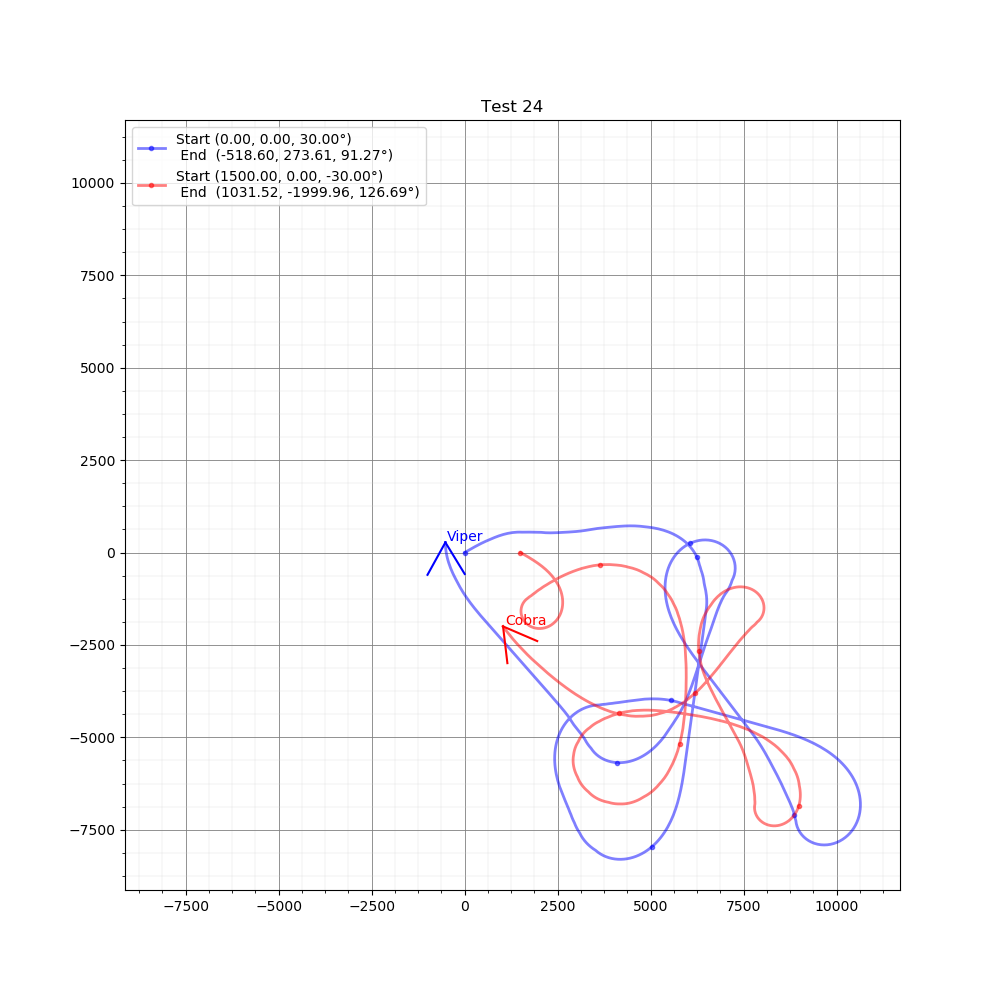 Test 24
Start (0.00, 0.00, 30.00°)
End (-518.60, 273.61, 91.27°)
Start (1500.00, 0.00, -30.00°)
End (1031.52, -1999.96, 126.69°)
10000
7500
5000
2500
0
−2500
−5000
−7500
Viper
Cobra
−7500 −5000 −2500 0 2500 5000 7500 10000